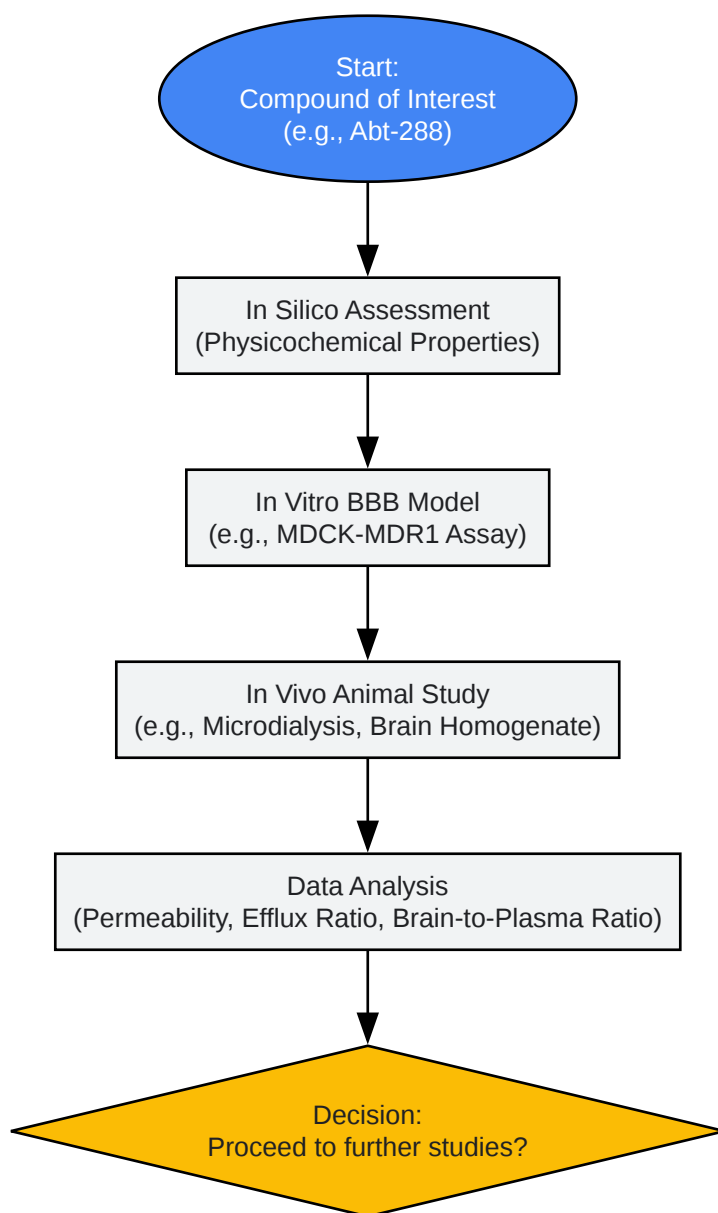 Start:
Compound of Interest
(e.g., Abt-288)
In Silico Assessment
(Physicochemical Properties)
In Vitro BBB Model
(e.g., MDCK-MDR1 Assay)
In Vivo Animal Study
(e.g., Microdialysis, Brain Homogenate)
Data Analysis
(Permeability, Efflux Ratio, Brain-to-Plasma Ratio)
Decision:
Proceed to further studies?